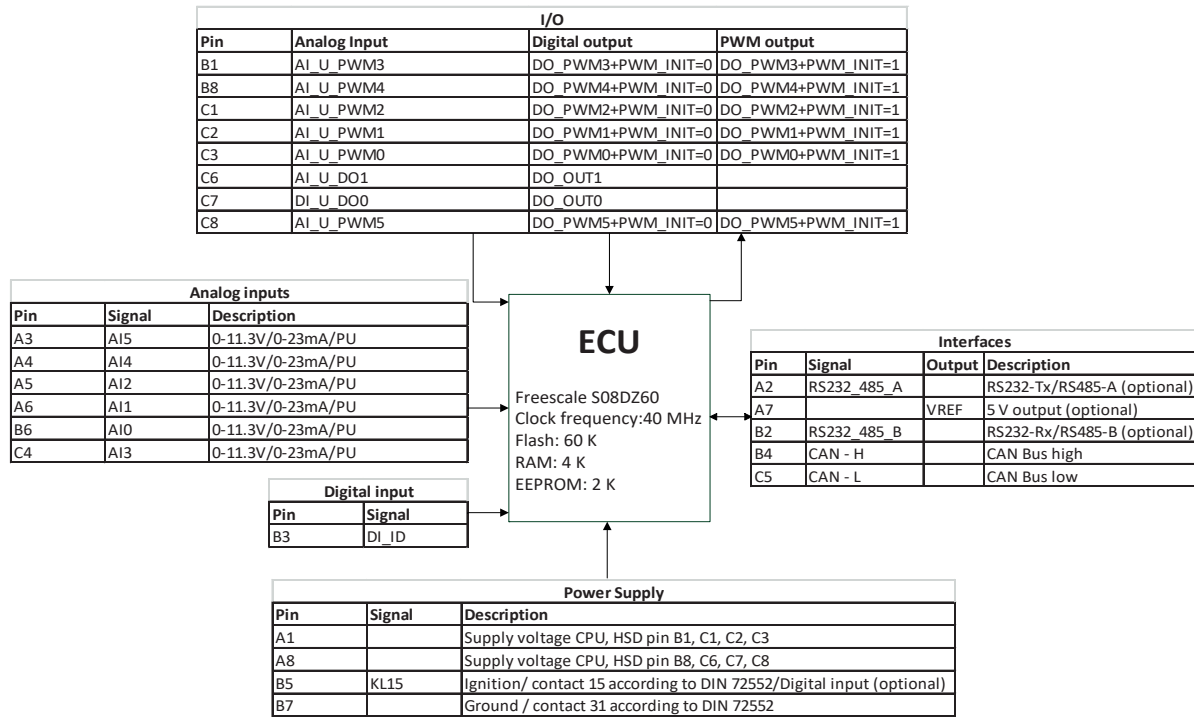 I/O
Pin Analog Input Digital output PWM output
B1 AI_U_PWM3 DO_PWM3+PWM_INIT=0 DO_PWM3+PWM_INIT=1
B8 AI_U_PWM4 DO_PWM4+PWM_INIT=0 DO_PWM4+PWM_INIT=1
C1 AI_U_PWM2 DO_PWM2+PWM_INIT=0 DO_PWM2+PWM_INIT=1
C2 AI_U_PWM1 DO_PWM1+PWM_INIT=0 DO_PWM1+PWM_INIT=1
C3 AI_U_PWM0 DO_PWM0+PWM_INIT=0 DO_PWM0+PWM_INIT=1
C6 AI_U_DO1 DO_OUT1
C7 DI_U_DO0 DO_OUT0
C8 AI_U_PWM5 DO_PWM5+PWM_INIT=0 DO_PWM5+PWM_INIT=1
Analog inputs
Pin Signal Description
A3 AI5 0-11.3V/0-23mA/PU
A4 AI4 0-11.3V/0-23mA/PU
A5 AI2 0-11.3V/0-23mA/PU
A6 AI1 0-11.3V/0-23mA/PU
B6 AI0 0-11.3V/0-23mA/PU
C4 AI3 0-11.3V/0-23mA/PU
Digital input
Pin Signal
B3 DI_ID
ECU
Freescale S08DZ60
Clock frequency:40 MHz
Flash: 60 K
RAM: 4 K
EEPROM: 2 K
Interfaces
Pin Signal Output Description
A2 RS232_485_A RS232-Tx/RS485-A (optional)
A7 VREF 5 V output (optional)
B2 RS232_485_B RS232-Rx/RS485-B (optional)
B4 CAN - H CAN Bus high
C5 CAN - L CAN Bus low
Power Supply
Pin Signal Description
A1 Supply voltage CPU, HSD pin B1, C1, C2, C3
A8 Supply voltage CPU, HSD pin B8, C6, C7, C8
B5 KL15 Ignition/ contact 15 according to DIN 72552/Digital input (optional)
B7 Ground / contact 31 according to DIN 72552